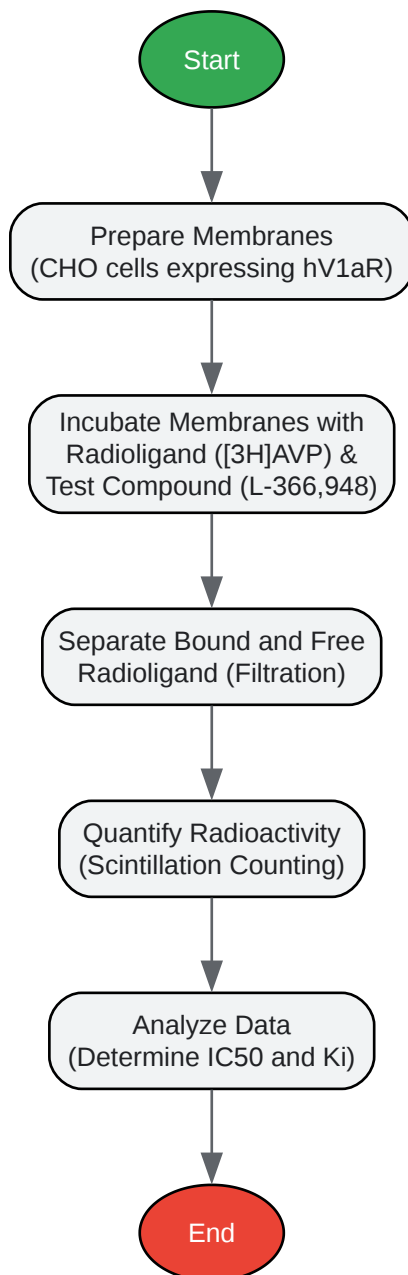 Start
Prepare Membranes
(CHO cells expressing hV1aR)
Incubate Membranes with
Radioligand ([3H]AVP) &
Test Compound (L-366,948)
Separate Bound and Free
Radioligand (Filtration)
Quantify Radioactivity
(Scintillation Counting)
Analyze Data
(Determine IC50 and Ki)
End